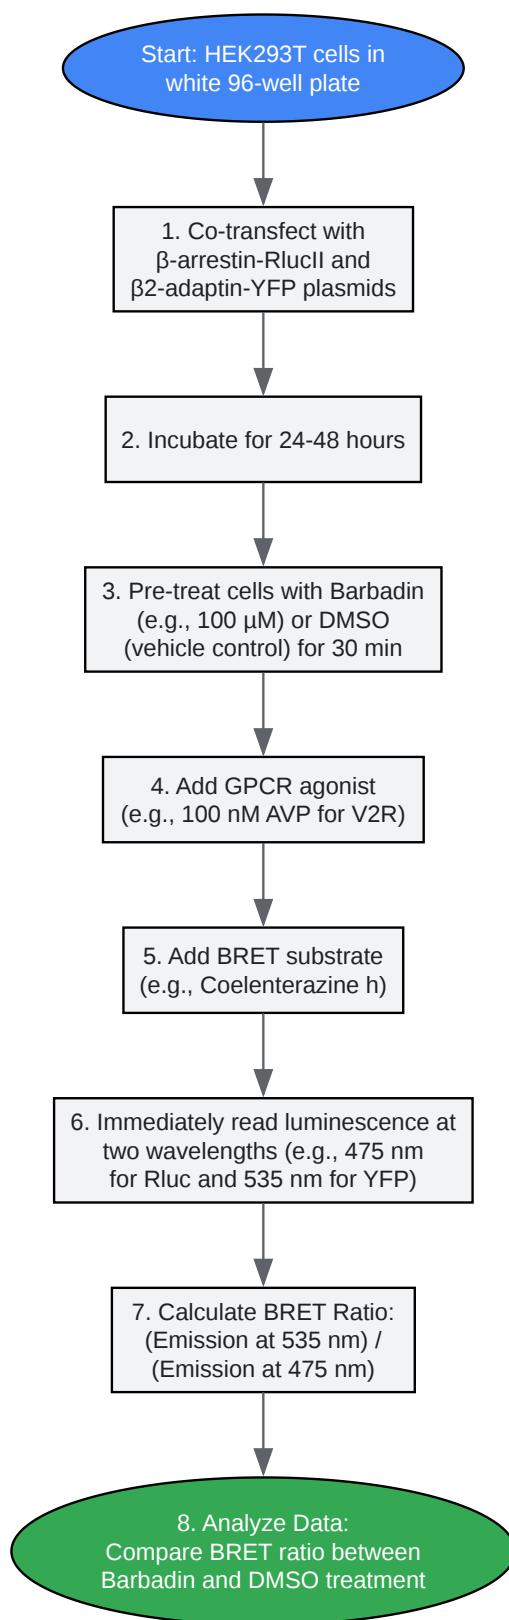 Start: HEK293T cells in
white 96-well plate
1. Co-transfect with
β-arrestin-RlucII and
β2-adaptin-YFP plasmids
2. Incubate for 24-48 hours
3. Pre-treat cells with Barbadin
(e.g., 100 µM) or DMSO
(vehicle control) for 30 min
4. Add GPCR agonist
(e.g., 100 nM AVP for V2R)
5. Add BRET substrate
(e.g., Coelenterazine h)
6. Immediately read luminescence at
two wavelengths (e.g., 475 nm
for Rluc and 535 nm for YFP)
7. Calculate BRET Ratio:
(Emission at 535 nm) /
(Emission at 475 nm)
8. Analyze Data:
Compare BRET ratio between
Barbadin and DMSO treatment